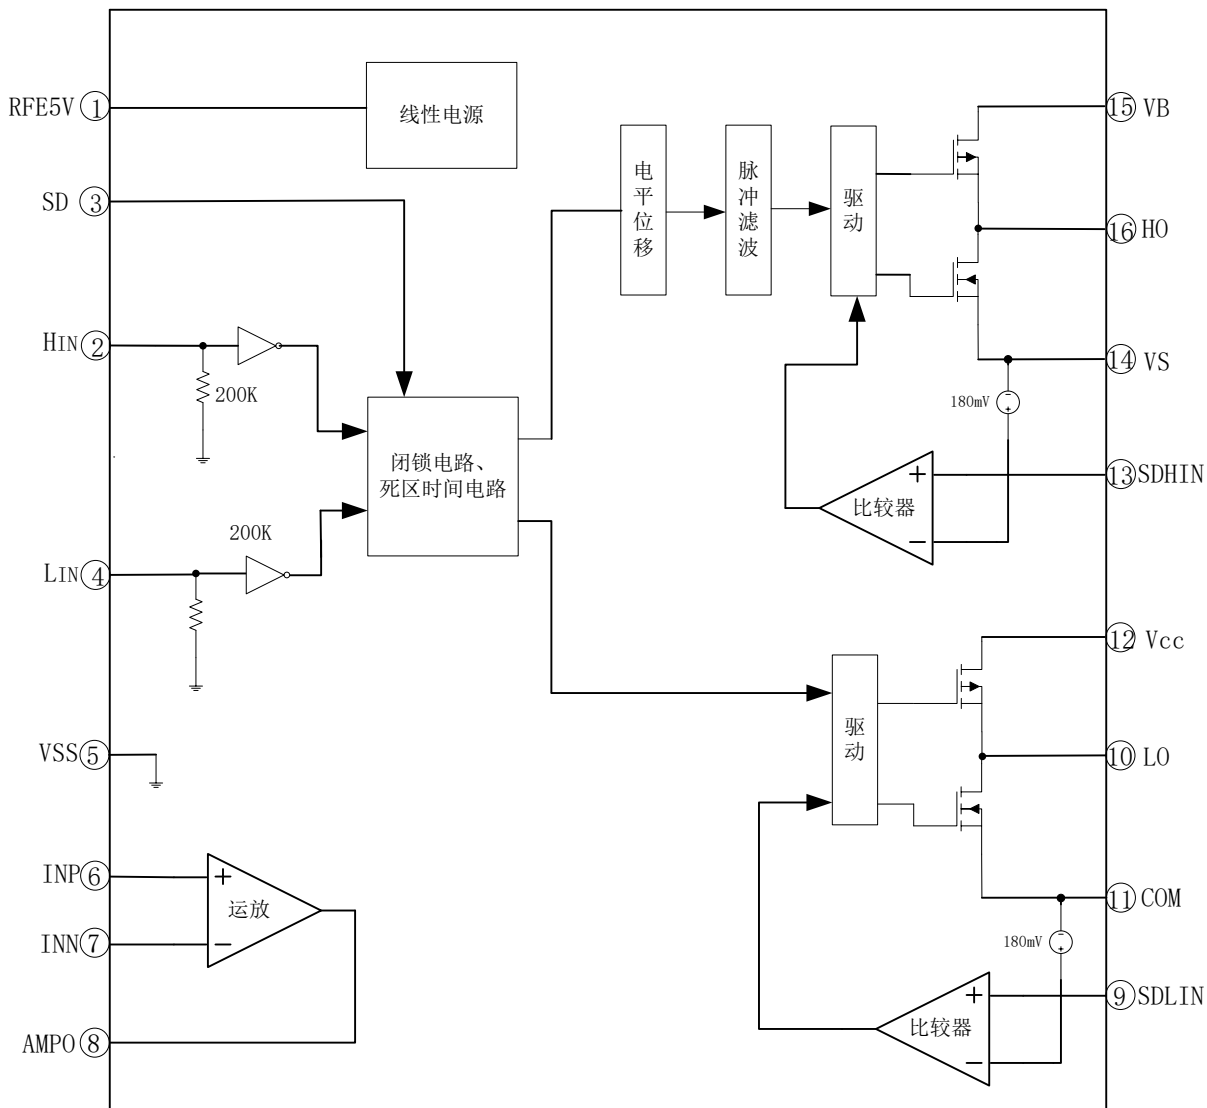 RFE5V 1
线性电源
15 VB
SD 3
电平位移
脉冲滤波
驱动
16 HO
HIN 2
200K
14 VS
180mV
闭锁电路、
死区时间电路
+
比较器
−
13 SDHIN
200K
LIN 4
12 Vcc
驱动
VSS 5
10 LO
INP 6
+
运放
−
INN 7
11 COM
180mV
AMPO 8
+
比较器
−
9 SDLIN